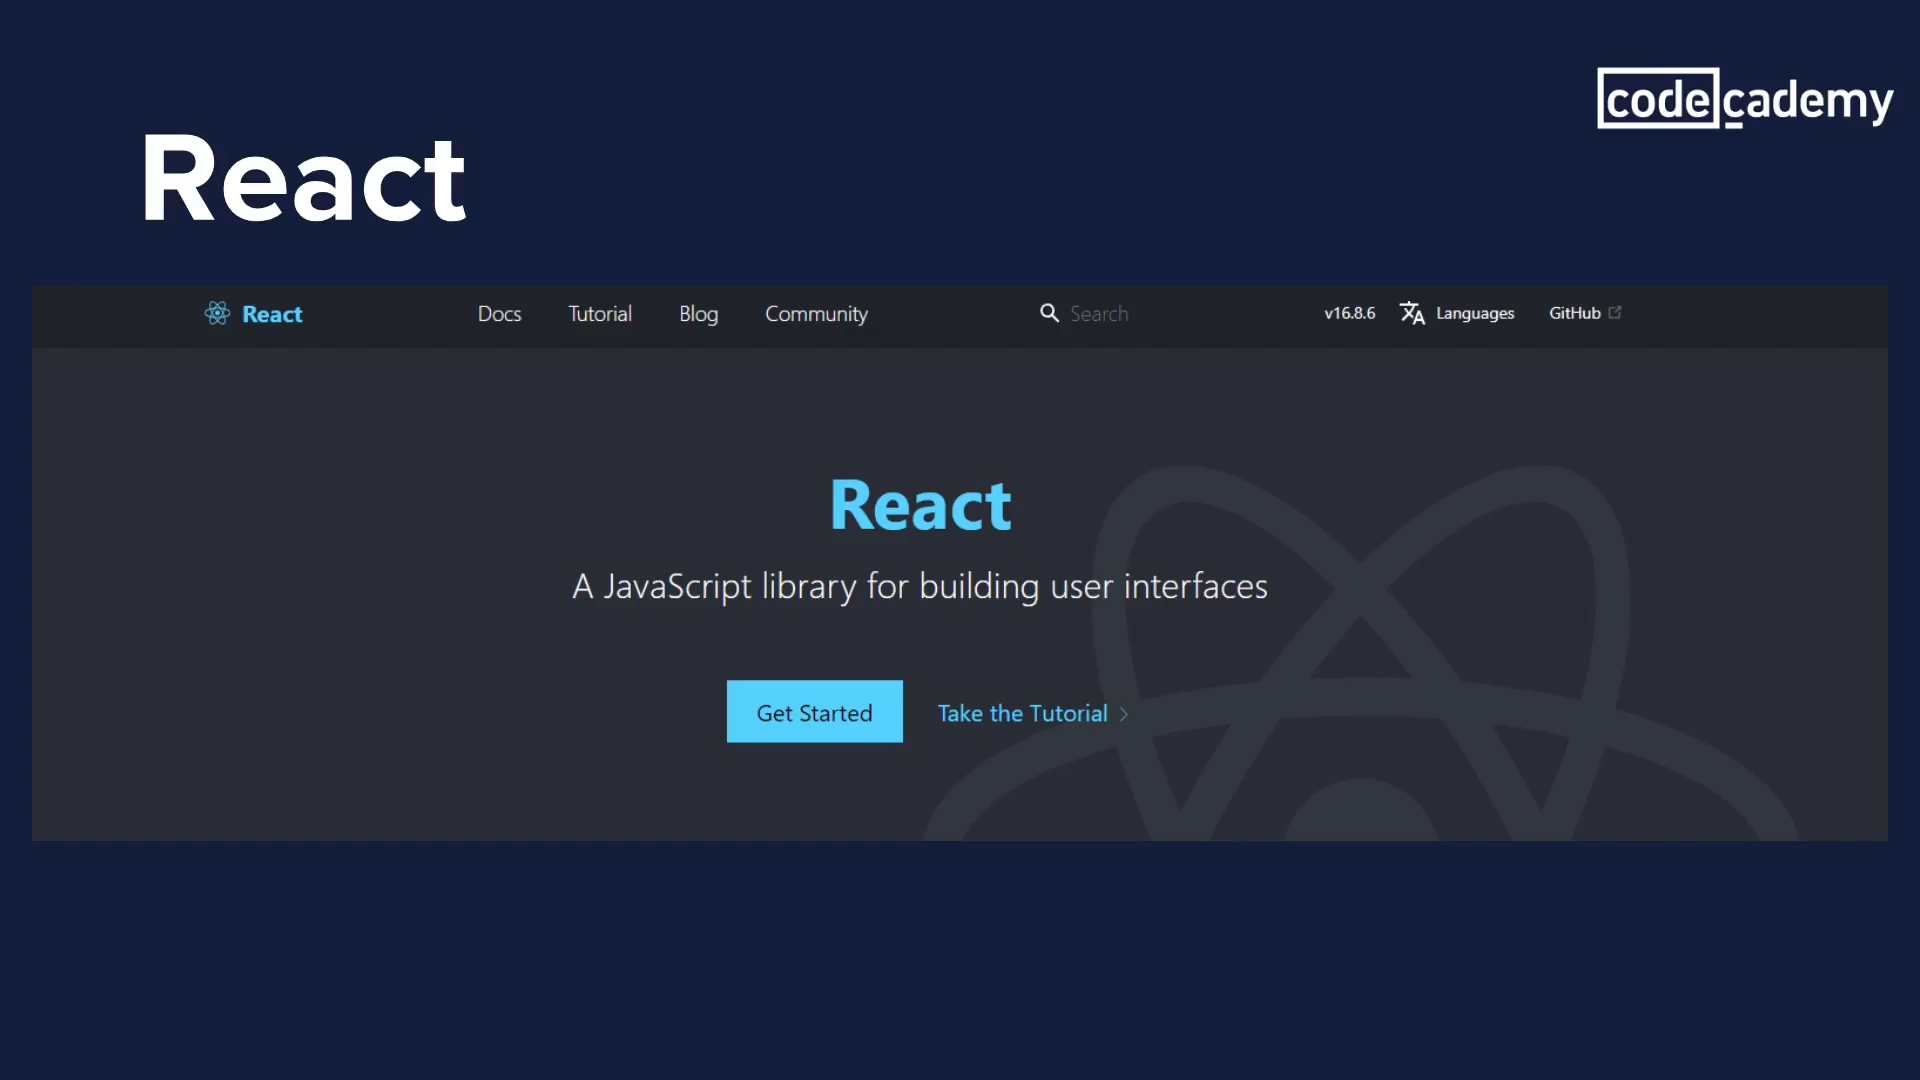 codecademy
React
React Docs Tutorial Blog Community Search v16.8.6 Languages GitHub
React
A JavaScript library for building user interfaces
Get Started Take the Tutorial